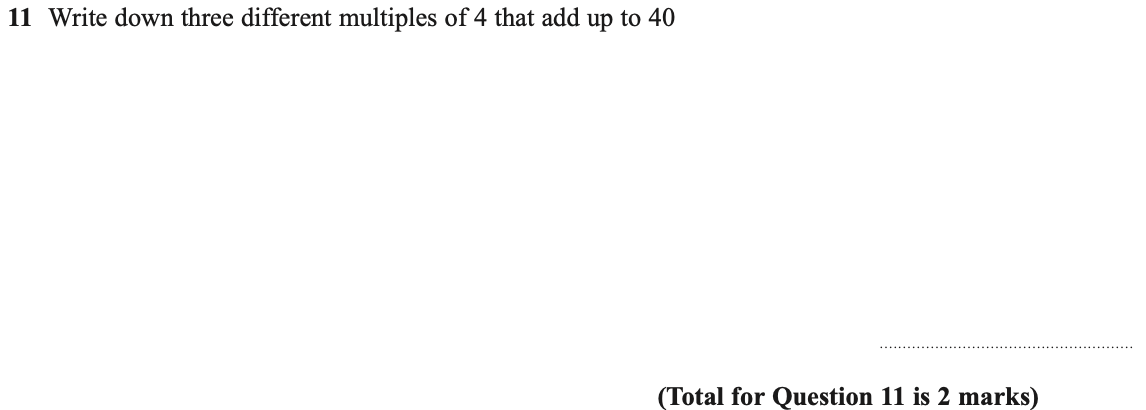 11 Write down three different multiples of 4 that add up to 40
(Total for Question 11 is 2 marks)